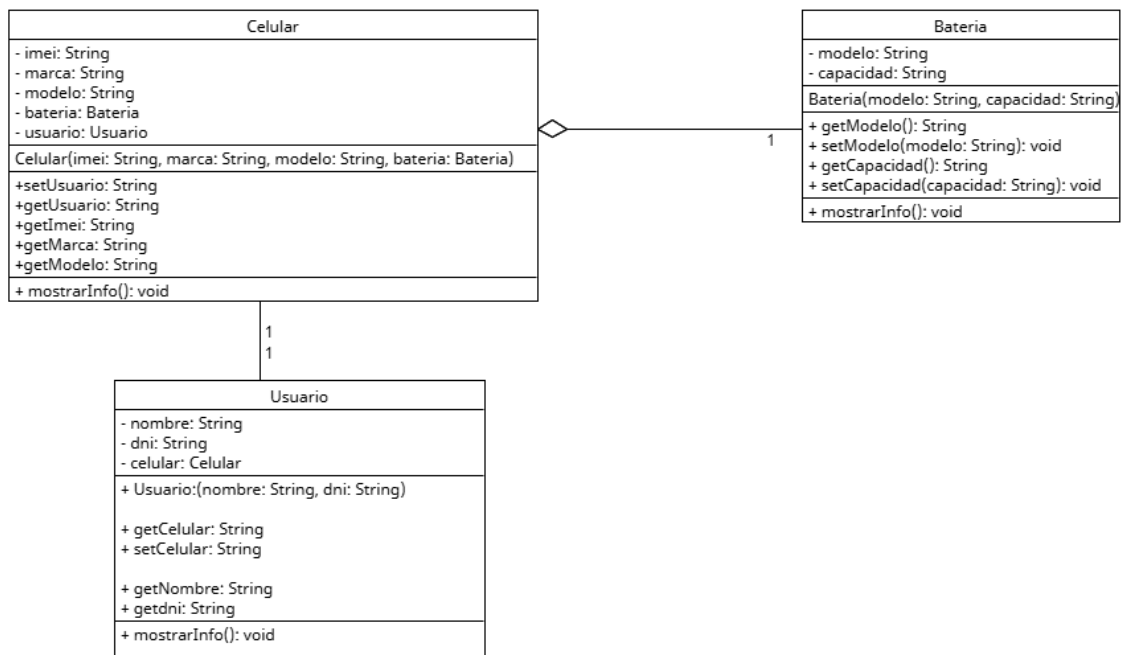 Celular
- imei: String
- marca: String
- modelo: String
- bateria: Bateria
- usuario: Usuario
Celular(imei: String, marca: String, modelo: String, bateria: Bateria)
+setUsuario: String
+getUsuario: String
+getImei: String
+getMarca: String
+getModelo: String
+ mostrarInfo(): void
1
Bateria
- modelo: String
- capacidad: String
Bateria(modelo: String, capacidad: String)
+ getModelo(): String
+ setModelo(modelo: String): void
+ getCapacidad(): String
+ setCapacidad(capacidad: String): void
+ mostrarInfo(): void
1
1
Usuario
- nombre: String
- dni: String
- celular: Celular
+ Usuario:(nombre: String, dni: String)
+ getCelular: String
+ setCelular: String
+ getNombre: String
+ getdni: String
+ mostrarInfo(): void